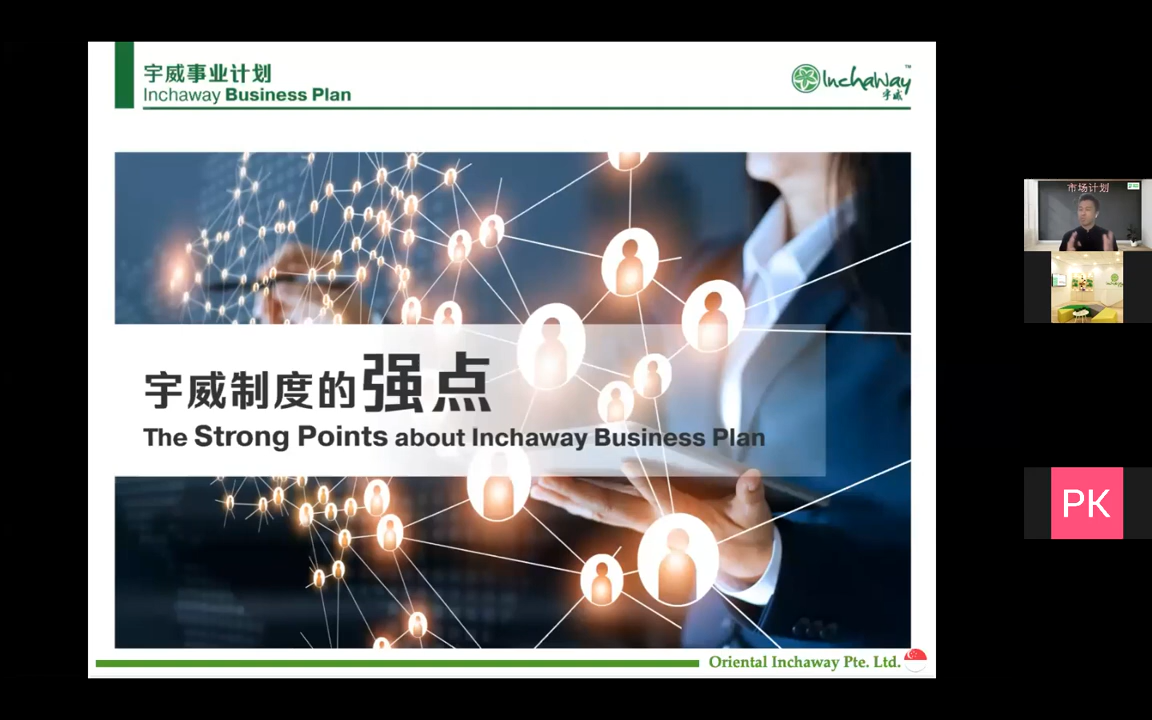 宇威事业计划
Inchaway Business Plan
Inchaway™
宇威
宇威制度的强点
The Strong Points about Inchaway Business Plan
Oriental Inchaway Pte. Ltd.
市场计划
PK